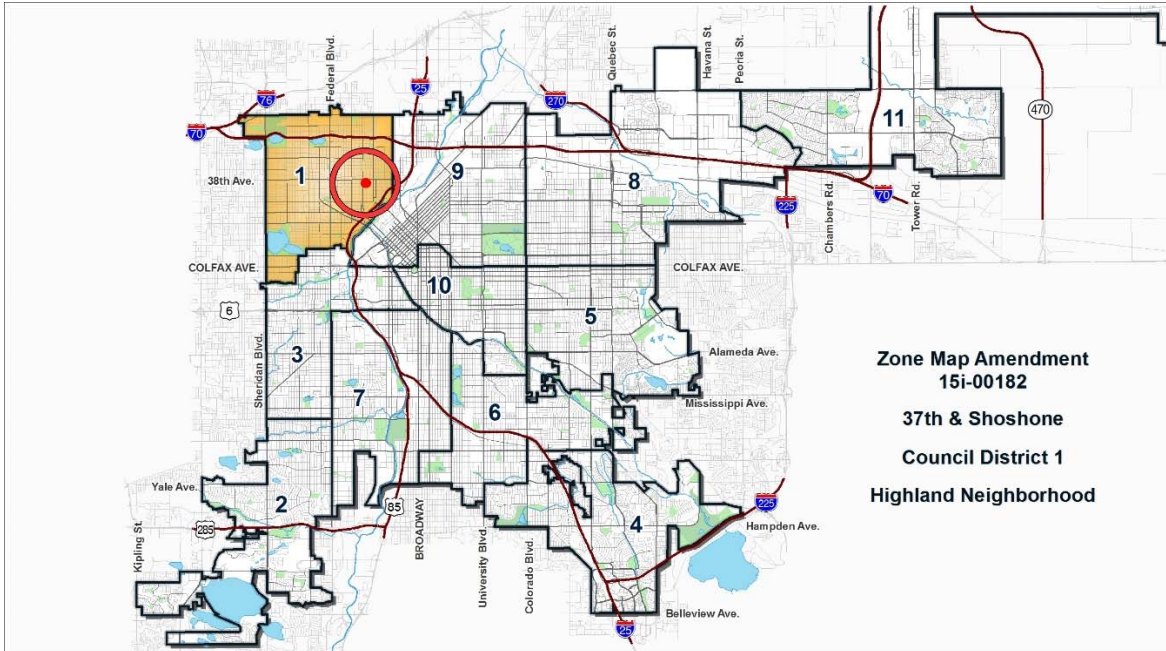 Federal Blvd.
Quebec St.
Havana St.
Peoria St.
76
25
270
70
470
11
38th Ave.
1
9
8
225
70
Chambers Rd.
Tower Rd.
COLFAX AVE.
COLFAX AVE.
10
6
5
Sheridan Blvd.
3
7
6
Alameda Ave.
Mississippi Ave.
Zone Map Amendment
15i-00182
37th & Shoshone
Council District 1
Highland Neighborhood
Yale Ave.
2
85
285
Kipling St.
BROADWAY
University Blvd.
Colorado Blvd.
4
225
Hampden Ave.
Belleview Ave.
25